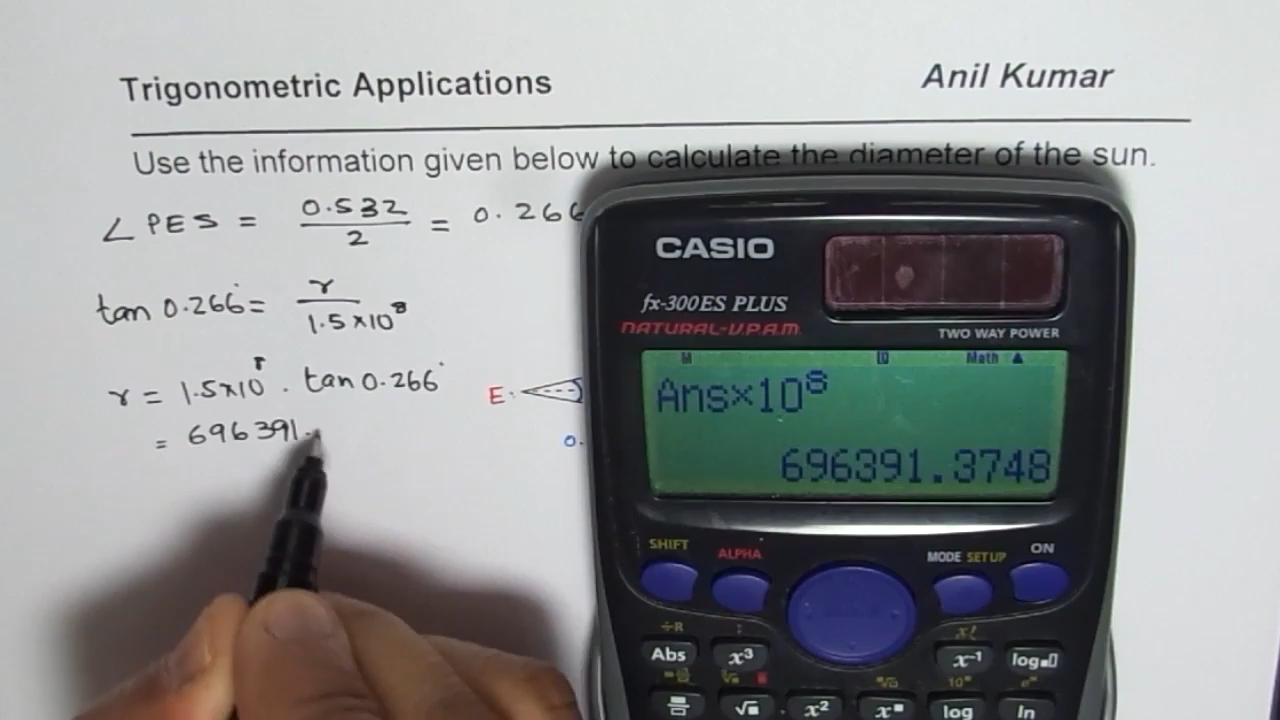 Trigonometric Applications
Anil Kumar
Use the information given below to calculate the diameter of the sun.
∠PES = 0.532/2 = 0.266
tan 0.266° = r/1.5×10⁸
r = 1.5×10⁸ . tan 0.266°
= 696391.
E
0.
CASIO
fx-300ES PLUS
NATURAL-V.P.A.M.
TWO WAY POWER
M D Math ▲
Ans×10⁸
696391.3748
SHIFT ALPHA MODE SETUP ON
÷R : x!
Abs x³ x⁻¹ log
√ x² log ln